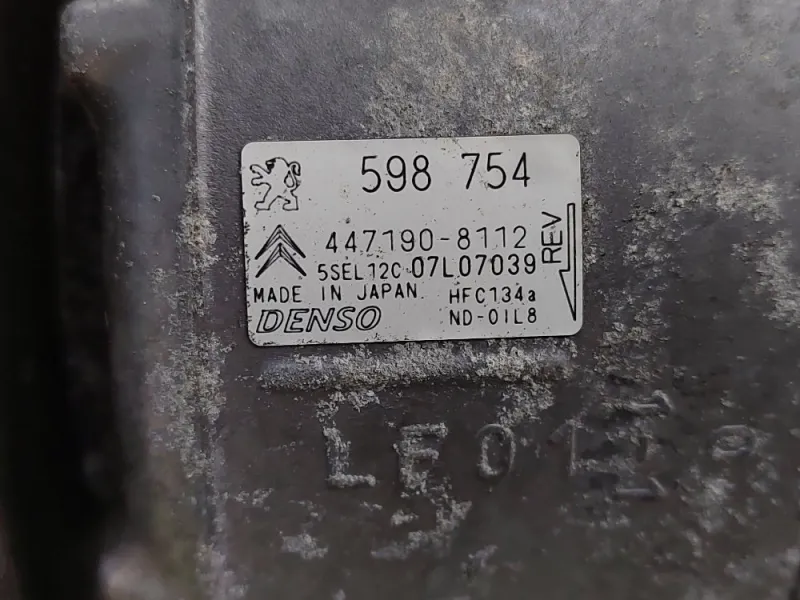 598 754
447190-8112
5SEL12C 07L07039
REV
MADE IN JAPAN HFC134a
DENSO ND-OIL8